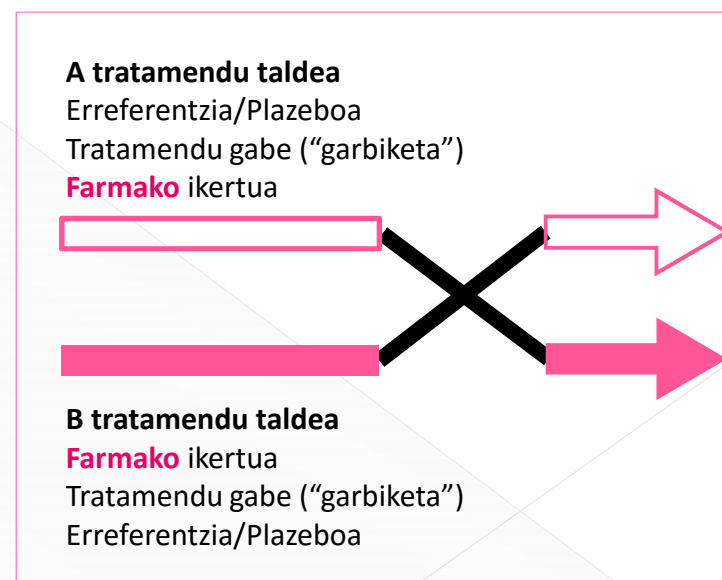 A tratamendu taldea
Erreferentzia/Plazeboa
Tratamendu gabe (“garbiketa”)
Farmako ikertua
B tratamendu taldea
Farmako ikertua
Tratamendu gabe (“garbiketa”)
Erreferentzia/Plazeboa